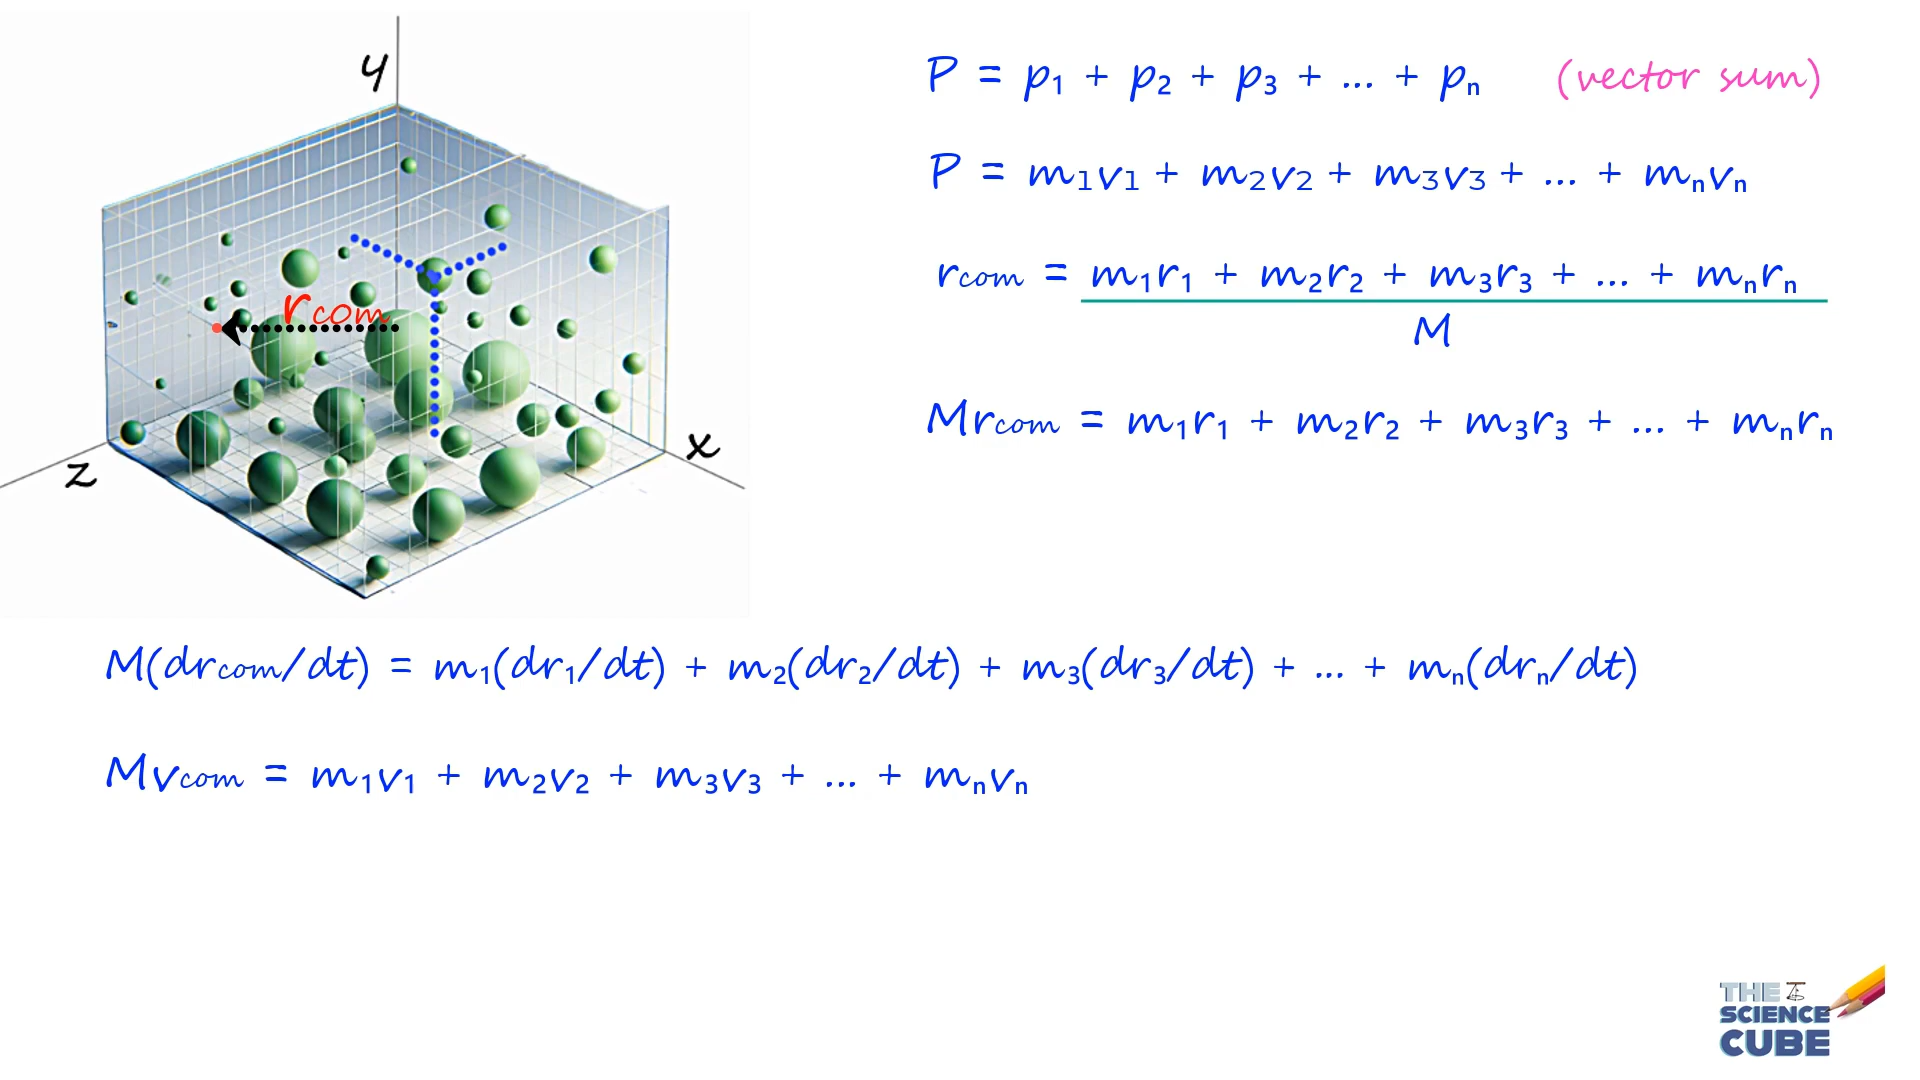 y
P = p₁ + p₂ + p₃ + ... + pₙ (vector sum)
P = m₁v₁ + m₂v₂ + m₃v₃ + ... + mₙvₙ
rcom = m₁r₁ + m₂r₂ + m₃r₃ + ... + mₙrₙ
M
rcom
Mrcom = m₁r₁ + m₂r₂ + m₃r₃ + ... + mₙrₙ
x
z
M(drcom/dt) = m₁(dr₁/dt) + m₂(dr₂/dt) + m₃(dr₃/dt) + ... + mₙ(drₙ/dt)
Mvcom = m₁v₁ + m₂v₂ + m₃v₃ + ... + mₙvₙ
THE
SCIENCE
CUBE